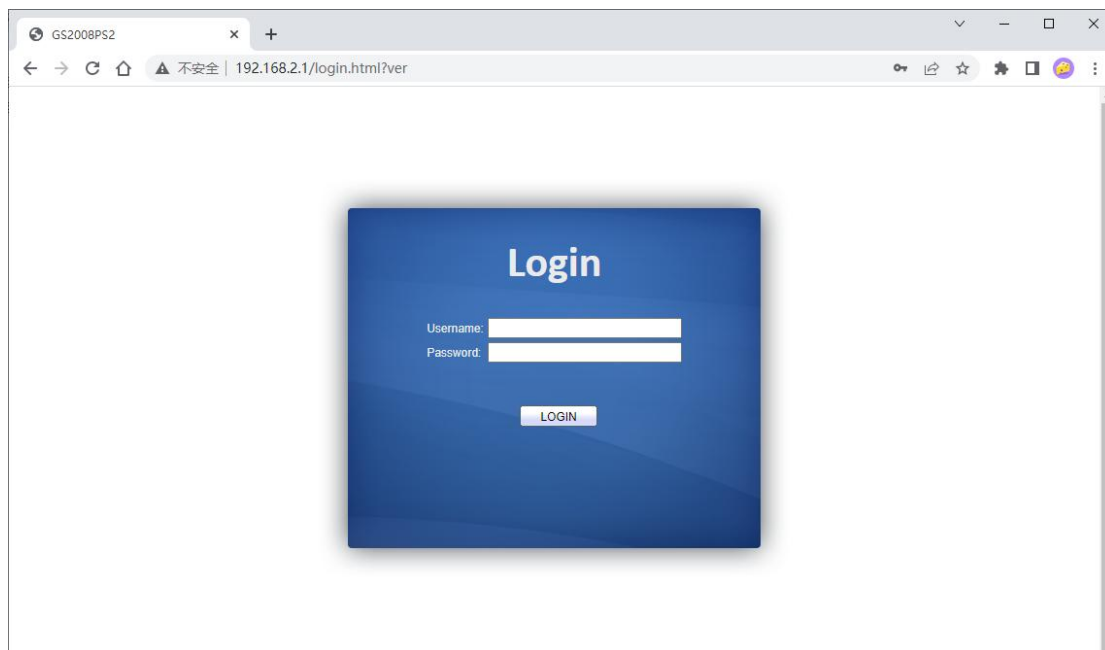 GS2008PS2
不安全 192.168.2.1/login.html?ver
Login
Username:
Password:
LOGIN